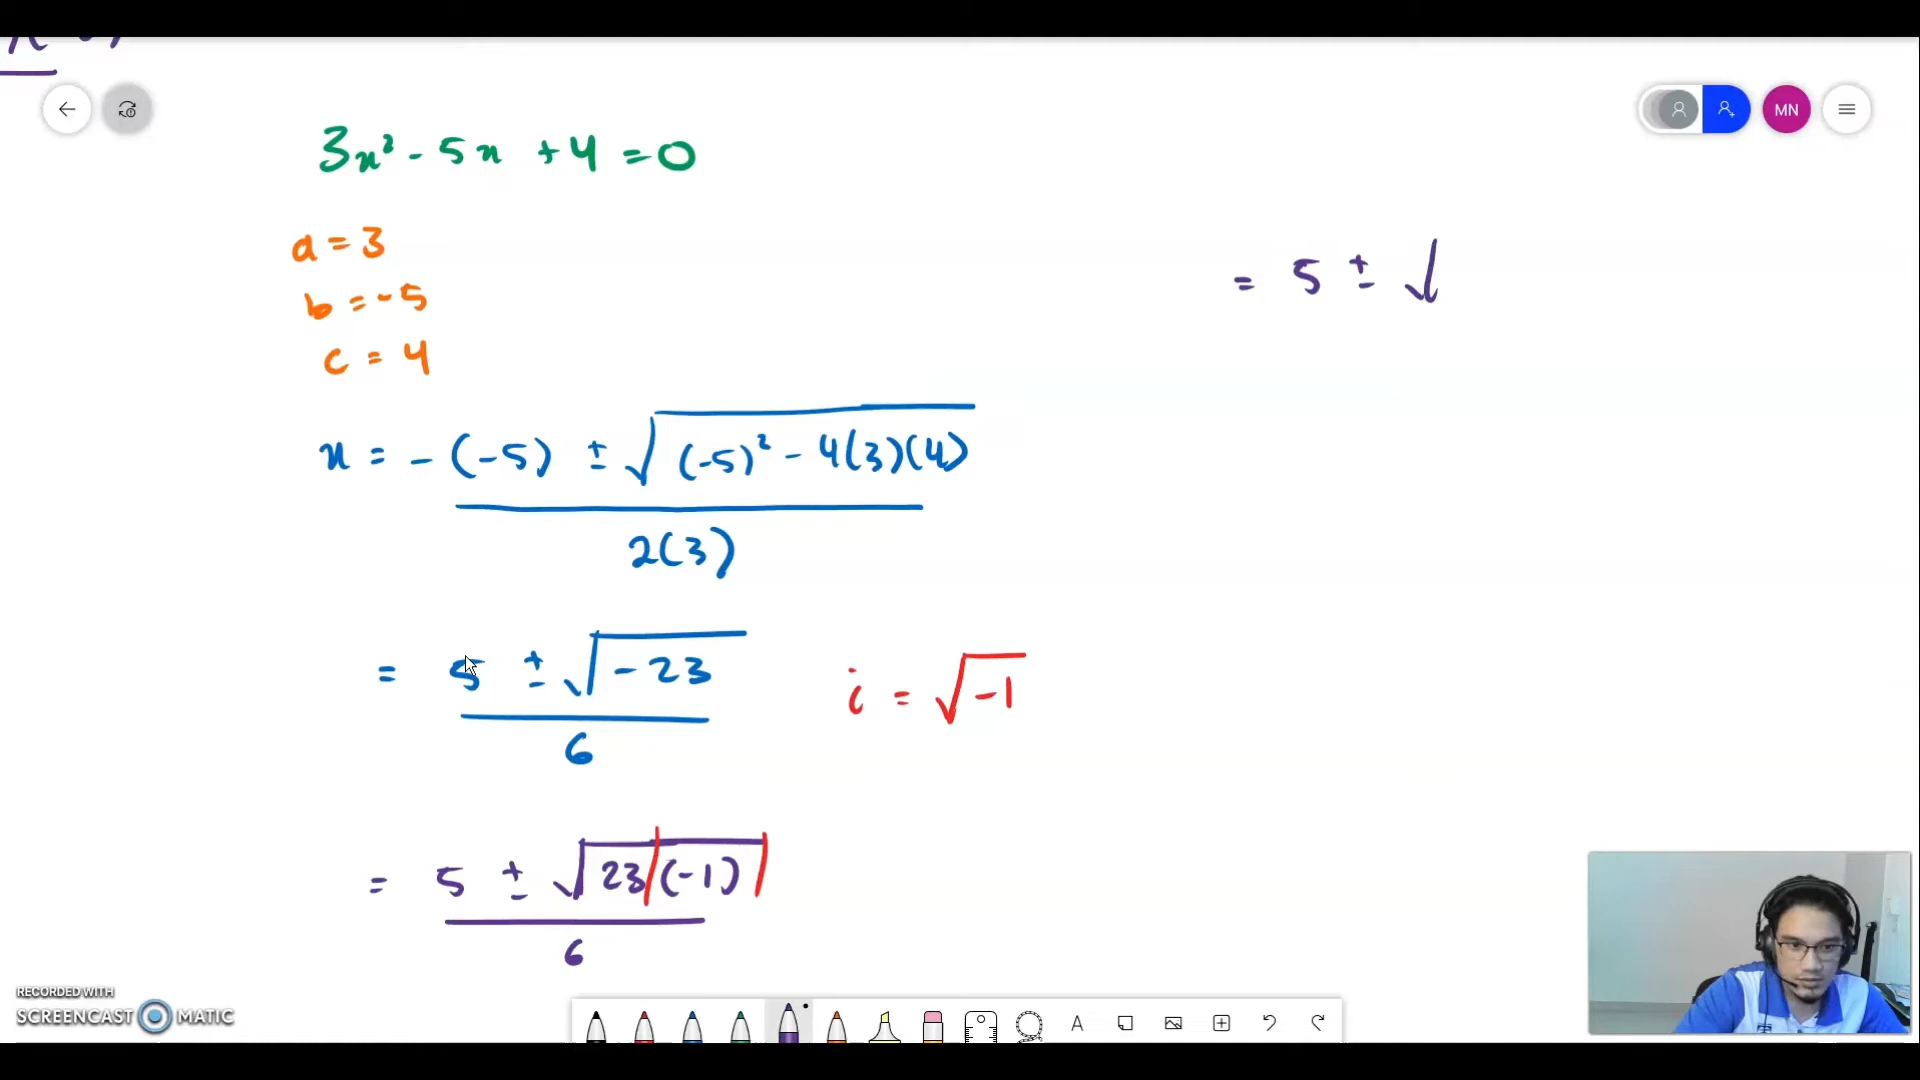 MN
3x² - 5x + 4 = 0
a = 3
b = -5
c = 4
= 5 ± √
x = -(-5) ± √(-5)² - 4(3)(4)
2(3)
= 5 ± √-23
6
i = √-1
= 5 ± √23(-1)
6
RECORDED WITH
SCREENCAST MATIC
A